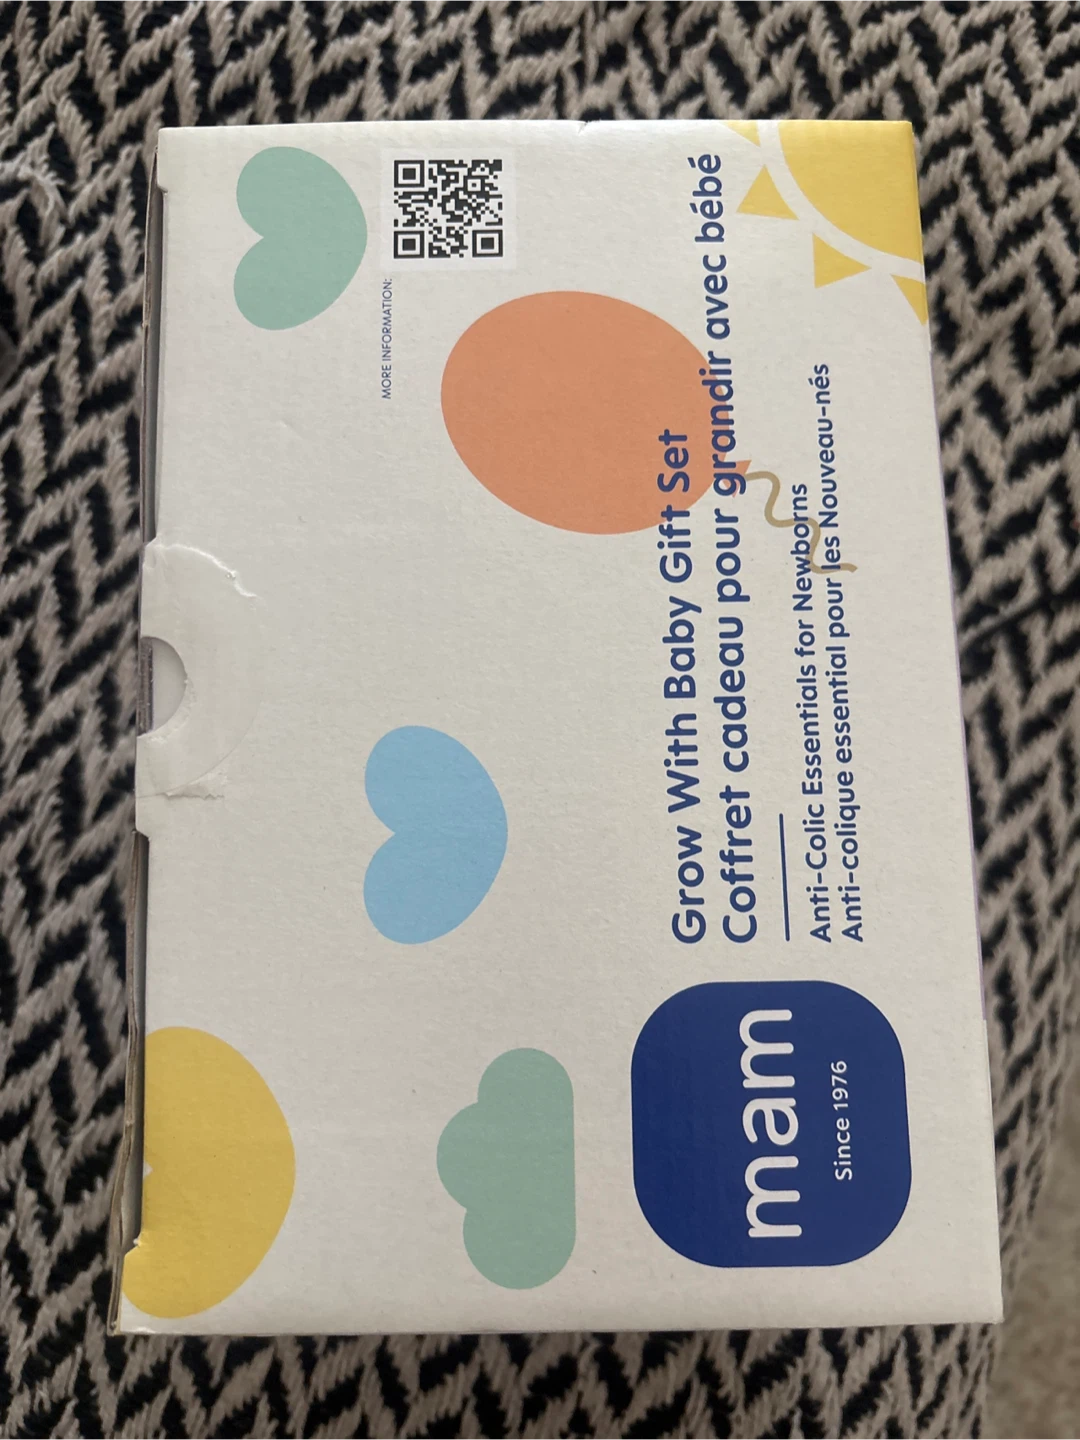 MORE INFORMATION:
Grow With Baby Gift Set
Coffret cadeau pour grandir avec bébé
Anti-Colic Essentials for Newborns
Anti-colique essential pour les Nouveau-nés
mam
Since 1976